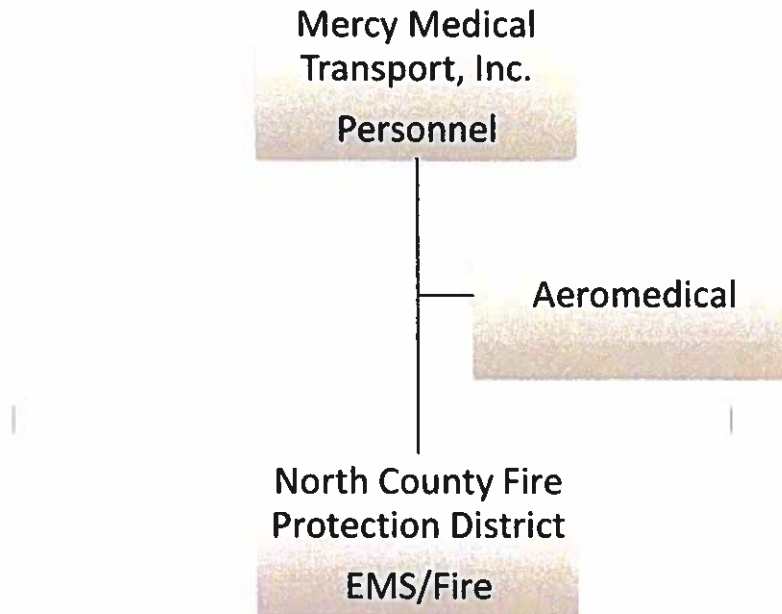 Mercy Medical
Transport, Inc.
Personnel
Aeromedical
North County Fire
Protection District
EMS/Fire